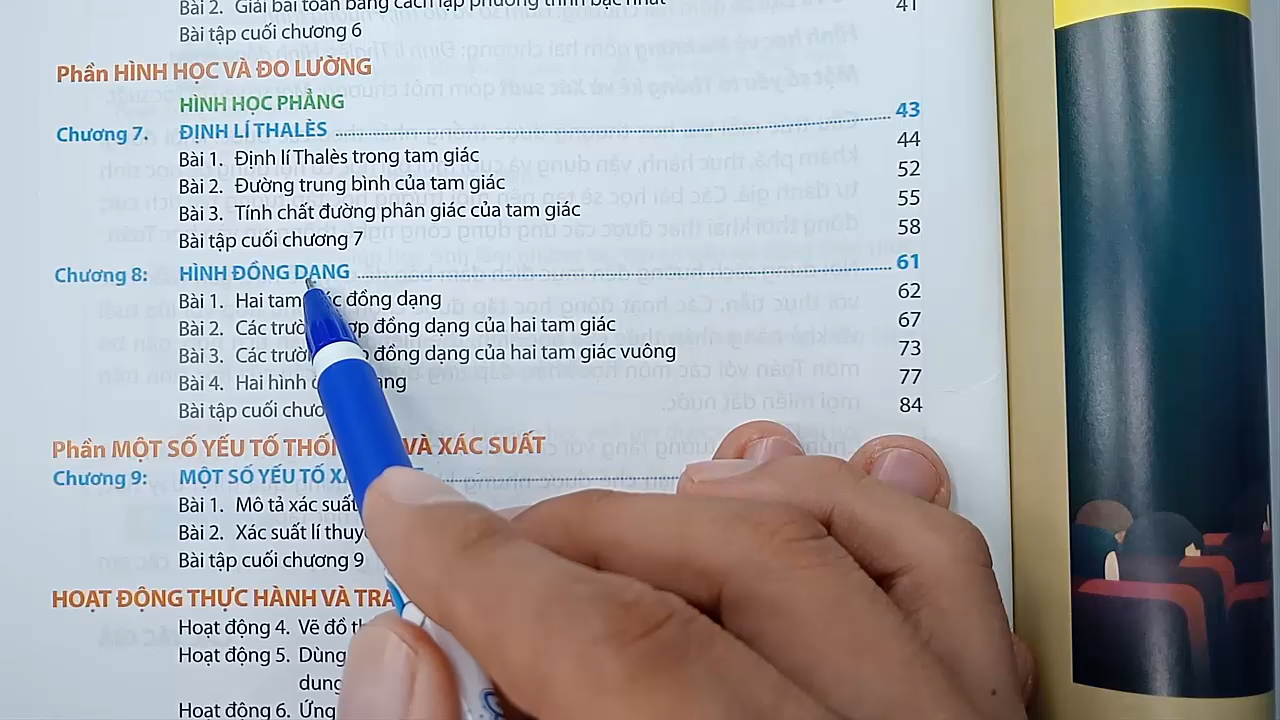 Bài 2. Giải bài toán bằng cách lập phương trình bậc nhất 41
Bài tập cuối chương 6
Phần HÌNH HỌC VÀ ĐO LƯỜNG
HÌNH HỌC PHẲNG
Chương 7. ĐỊNH LÍ THALÈS 43
Bài 1. Định lí Thalès trong tam giác 44
Bài 2. Đường trung bình của tam giác 52
Bài 3. Tính chất đường phân giác của tam giác 55
Bài tập cuối chương 7 58
Chương 8: HÌNH ĐỒNG DẠNG 61
Bài 1. Hai tam đồng dạng 62
Bài 2. Các đồng dạng của hai tam giác 67
Bài 3. Các đồng dạng của hai tam giác vuông 73
Bài 4. Hai hình 77
Bài tập cuối 84
Phần MỘT SỐ YẾU TỐ VÀ XÁC SUẤT
Chương 9: MỘT SỐ YẾU TỐ
Bài 1. Mô tả xác suất
Bài 2. Xác suất lí
Bài tập cuối chương 9
HOẠT ĐỘNG THỰC HÀNH VÀ
Hoạt động 4. Vẽ đồ
Hoạt động 5. Dùng
dung
Hoạt động 6. Ứng